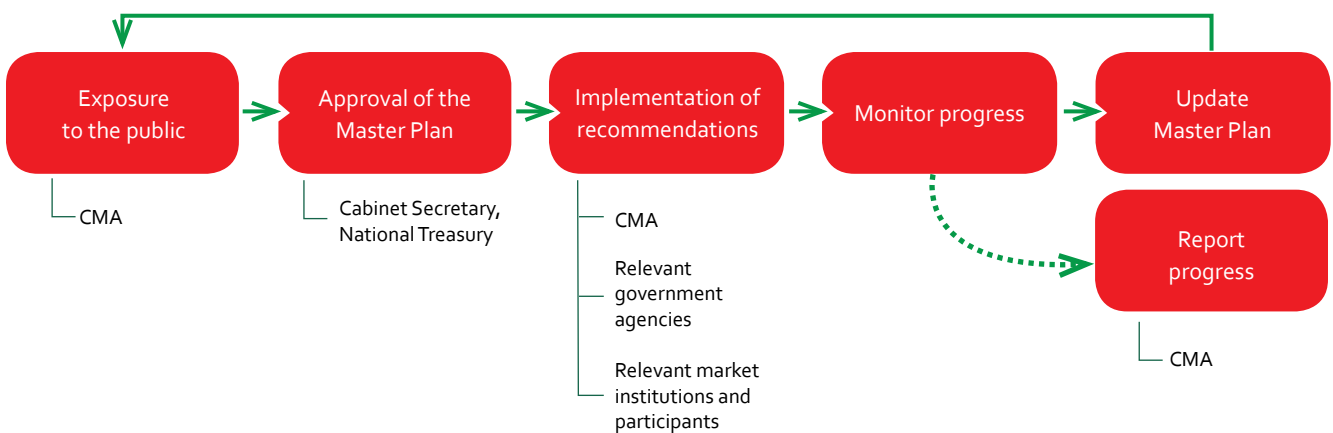 Exposure
to the public
CMA
Approval of the
Master Plan
Cabinet Secretary,
National Treasury
Implementation of
recommendations
CMA
Relevant
government
agencies
Relevant market
institutions and
participants
Monitor progress
Update
Master Plan
Report
progress
CMA